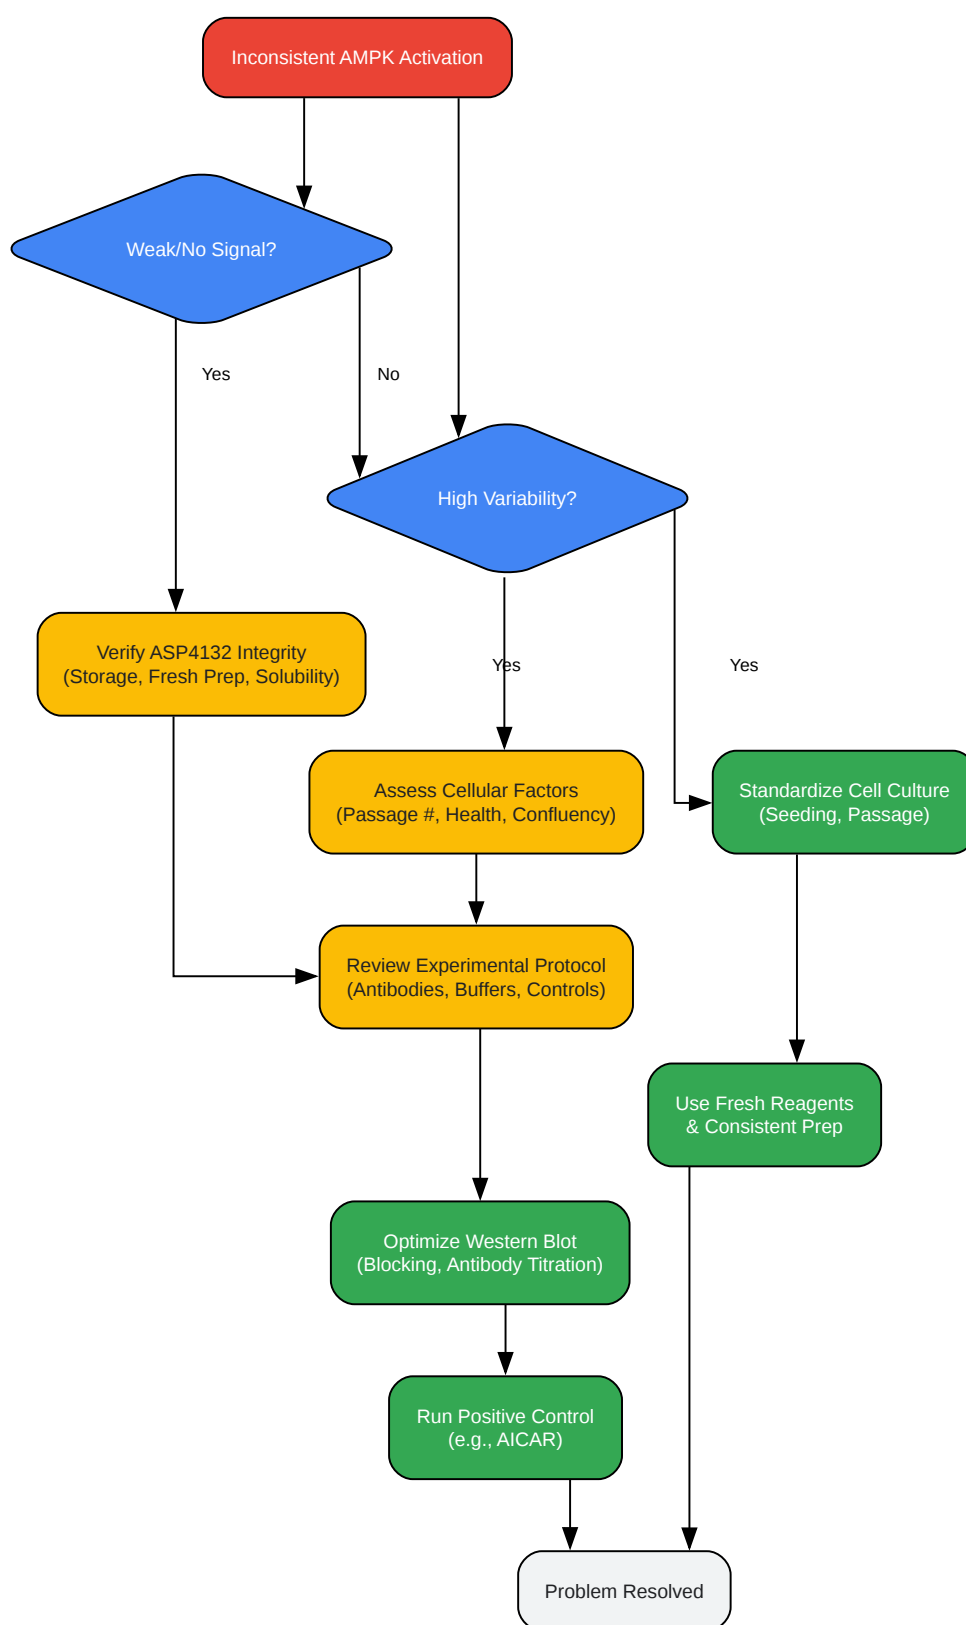 Inconsistent AMPK Activation
Weak/No Signal?
Yes
No
High Variability?
Verify ASP4132 Integrity
(Storage, Fresh Prep, Solubility)
Yes
Yes
Assess Cellular Factors
(Passage #, Health, Confluency)
Standardize Cell Culture
(Seeding, Passage)
Review Experimental Protocol
(Antibodies, Buffers, Controls)
Use Fresh Reagents
& Consistent Prep
Optimize Western Blot
(Blocking, Antibody Titration)
Run Positive Control
(e.g., AICAR)
Problem Resolved